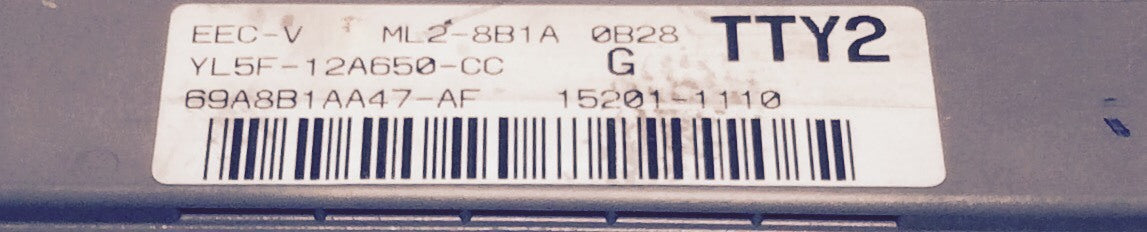 EEC-V ML2-8B1A 0B28 TTY2
YL5F-12A650-CC G
69A8B1AA47-AF 15201-1110